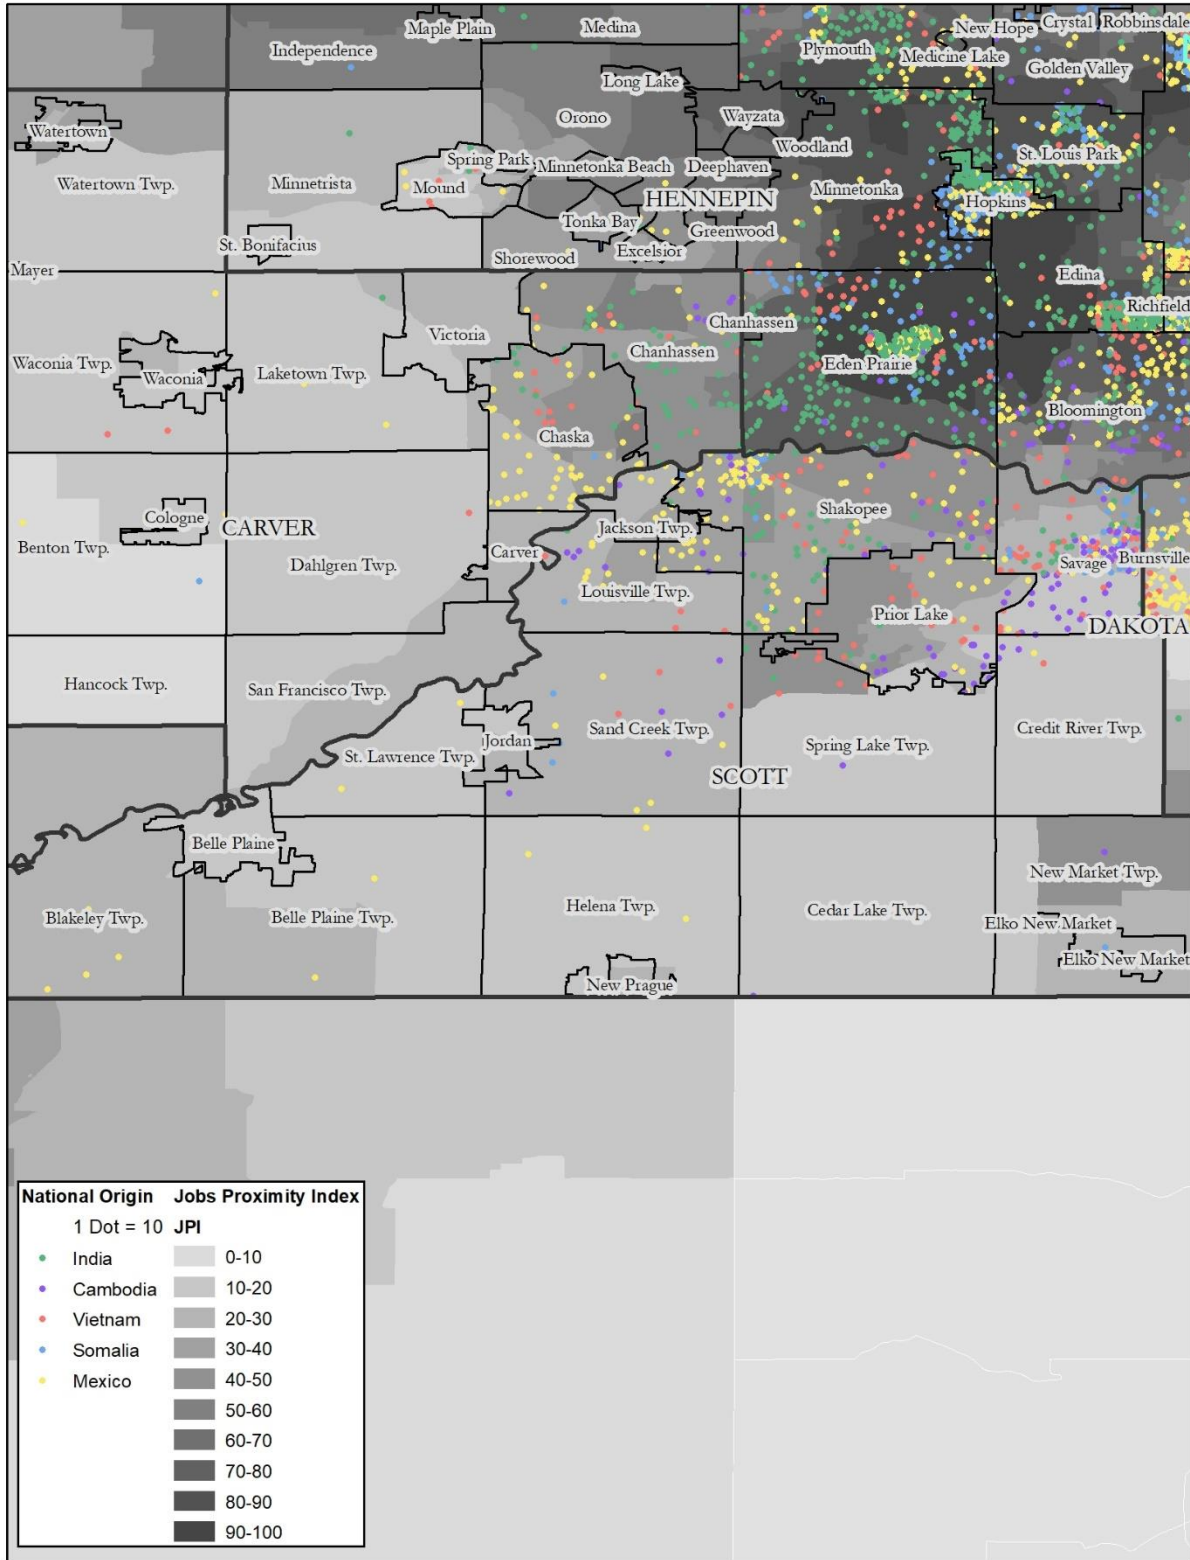 Maple Plain
Medina
New Hope
Crystal
Robbinsdale
Independence
Plymouth
Medicine Lake
Golden Valley
Long Lake
Watertown
Orono
Wayzata
Woodland
St. Louis Park
Watertown Twp.
Minnetrista
Spring Park
Mound
Minnetonka Beach
Deephaven
Minnetonka
HENNEPIN
Hopkins
Tonka Bay
Greenwood
St. Bonifacius
Shorewood
Excelsior
Mayer
Edina
Richfield
Victoria
Chanhassen
Chanhassen
Waconia Twp.
Waconia
Laketown Twp.
Eden Prairie
Bloomington
Chaska
Cologne
CARVER
Jackson Twp.
Shakopee
Benton Twp.
Dahlgren Twp.
Carver
Louisville Twp.
Savage
Burnsville
Prior Lake
DAKOTA
Hancock Twp.
San Francisco Twp.
Sand Creek Twp.
Credit River Twp.
St. Lawrence Twp.
Jordan
Spring Lake Twp.
SCOTT
Belle Plaine
New Market Twp.
Blakeley Twp.
Belle Plaine Twp.
Helena Twp.
Cedar Lake Twp.
Elko New Market
Elko New Market
New Prague
National Origin Jobs Proximity Index
1 Dot = 10 JPI
India 0-10
Cambodia 10-20
Vietnam 20-30
Somalia 30-40
Mexico 40-50
50-60
60-70
70-80
80-90
90-100